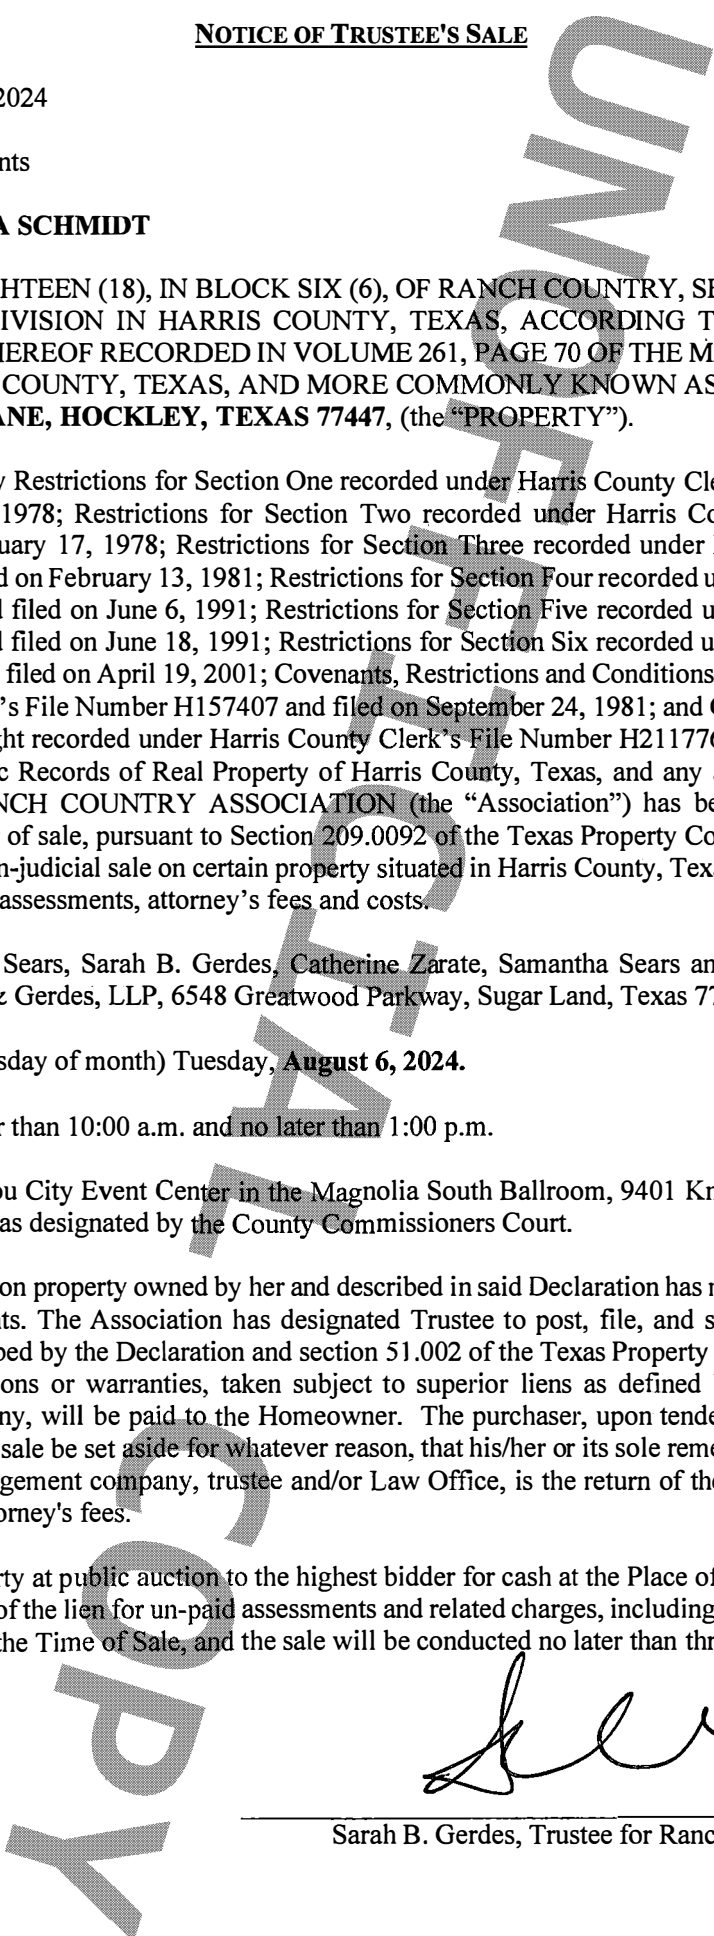 NOTICE OF TRUSTEE'S SALE
2024
nts
A SCHMIDT
HTEEN (18), IN BLOCK SIX (6), OF RANCH COUNTRY, SE
IVISION IN HARRIS COUNTY, TEXAS, ACCORDING T
HEREOF RECORDED IN VOLUME 261, PAGE 70 OF THE M
COUNTY, TEXAS, AND MORE COMMONLY KNOWN AS
ANE, HOCKLEY, TEXAS 77447, (the “PROPERTY”).
y Restrictions for Section One recorded under Harris County Cle
1978; Restrictions for Section Two recorded under Harris Co
uary 17, 1978; Restrictions for Section Three recorded under
d on February 13, 1981; Restrictions for Section Four recorded u
d filed on June 6, 1991; Restrictions for Section Five recorded u
d filed on June 18, 1991; Restrictions for Section Six recorded u
filed on April 19, 2001; Covenants, Restrictions and Conditions
’s File Number H157407 and filed on September 24, 1981; and
ght recorded under Harris County Clerk’s File Number H211776
c Records of Real Property of Harris County, Texas, and any
NCH COUNTRY ASSOCIATION (the “Association”) has be
of sale, pursuant to Section 209.0092 of the Texas Property Co
n-judicial sale on certain property situated in Harris County, Tex
assessments, attorney’s fees and costs.
Sears, Sarah B. Gerdes, Catherine Zarate, Samantha Sears an
& Gerdes, LLP, 6548 Greatwood Parkway, Sugar Land, Texas 77
sday of month) Tuesday, August 6, 2024.
r than 10:00 a.m. and no later than 1:00 p.m.
ou City Event Center in the Magnolia South Ballroom, 9401 Kn
as designated by the County Commissioners Court.
on property owned by her and described in said Declaration has
nts. The Association has designated Trustee to post, file, and s
bed by the Declaration and section 51.002 of the Texas Property
ons or warranties, taken subject to superior liens as defined
ny, will be paid to the Homeowner. The purchaser, upon tende
sale be set aside for whatever reason, that his/her or its sole reme
gement company, trustee and/or Law Office, is the return of the
orney's fees.
rty at public auction to the highest bidder for cash at the Place of
of the lien for un-paid assessments and related charges, including
the Time of Sale, and the sale will be conducted no later than thr
Sarah B. Gerdes, Trustee for Ranc
UNOFFICIAL COPY